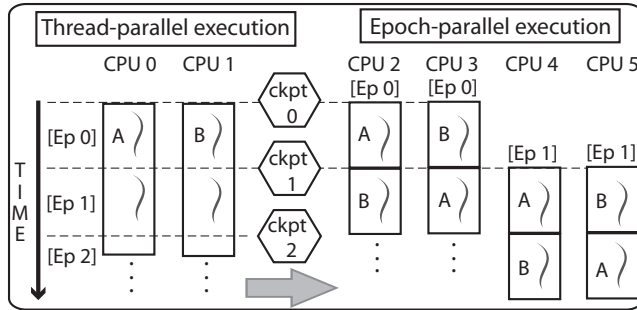 Thread-parallel execution
Epoch-parallel execution
CPU 0
CPU 1
CPU 2
CPU 3
CPU 4
CPU 5
[Ep 0]
[Ep 0]
ckpt
0
[Ep 0]
A
B
A
B
[Ep 1]
[Ep 1]
TIME
ckpt
1
[Ep 1]
B
A
A
B
ckpt
2
[Ep 2]
B
A